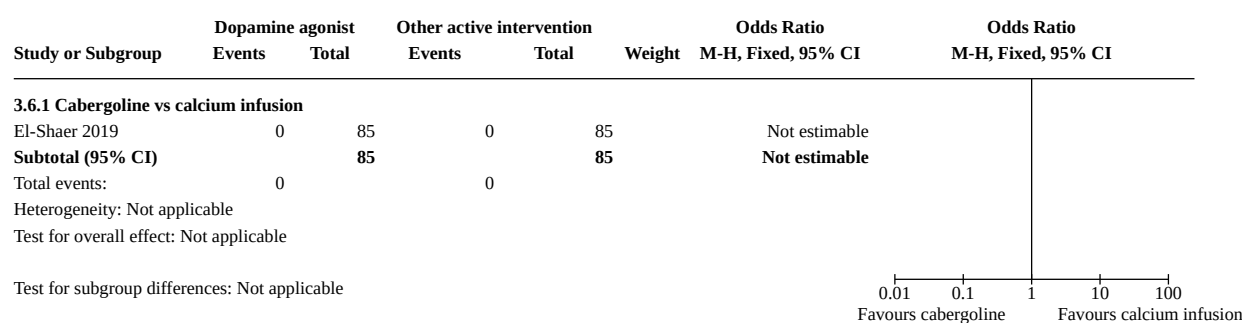 Dopamine agonist Other active intervention Odds Ratio Odds Ratio
Study or Subgroup Events Total Events Total Weight M-H, Fixed, 95% CI M-H, Fixed, 95% CI
3.6.1 Cabergoline vs calcium infusion
El-Shaer 2019 0 85 0 85 Not estimable
Subtotal (95% CI) 85 85 Not estimable
Total events: 0 0
Heterogeneity: Not applicable
Test for overall effect: Not applicable
Test for subgroup differences: Not applicable
0.01 0.1 1 10 100
Favours cabergoline Favours calcium infusion